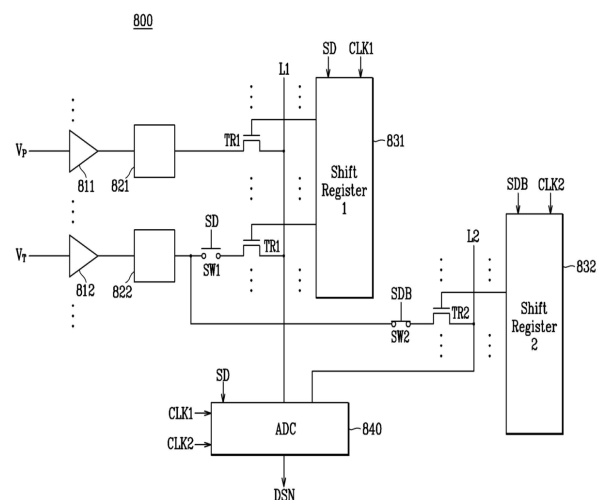 800
SD CLK1
L1
831
VP
TR1
811
821
Shift
Register
1
SDB CLK2
SD
L2
VT
TR1
SW1
832
812
822
SDB
TR2
Shift
Register
2
SW2
SD
CLK1
ADC
840
CLK2
DSN